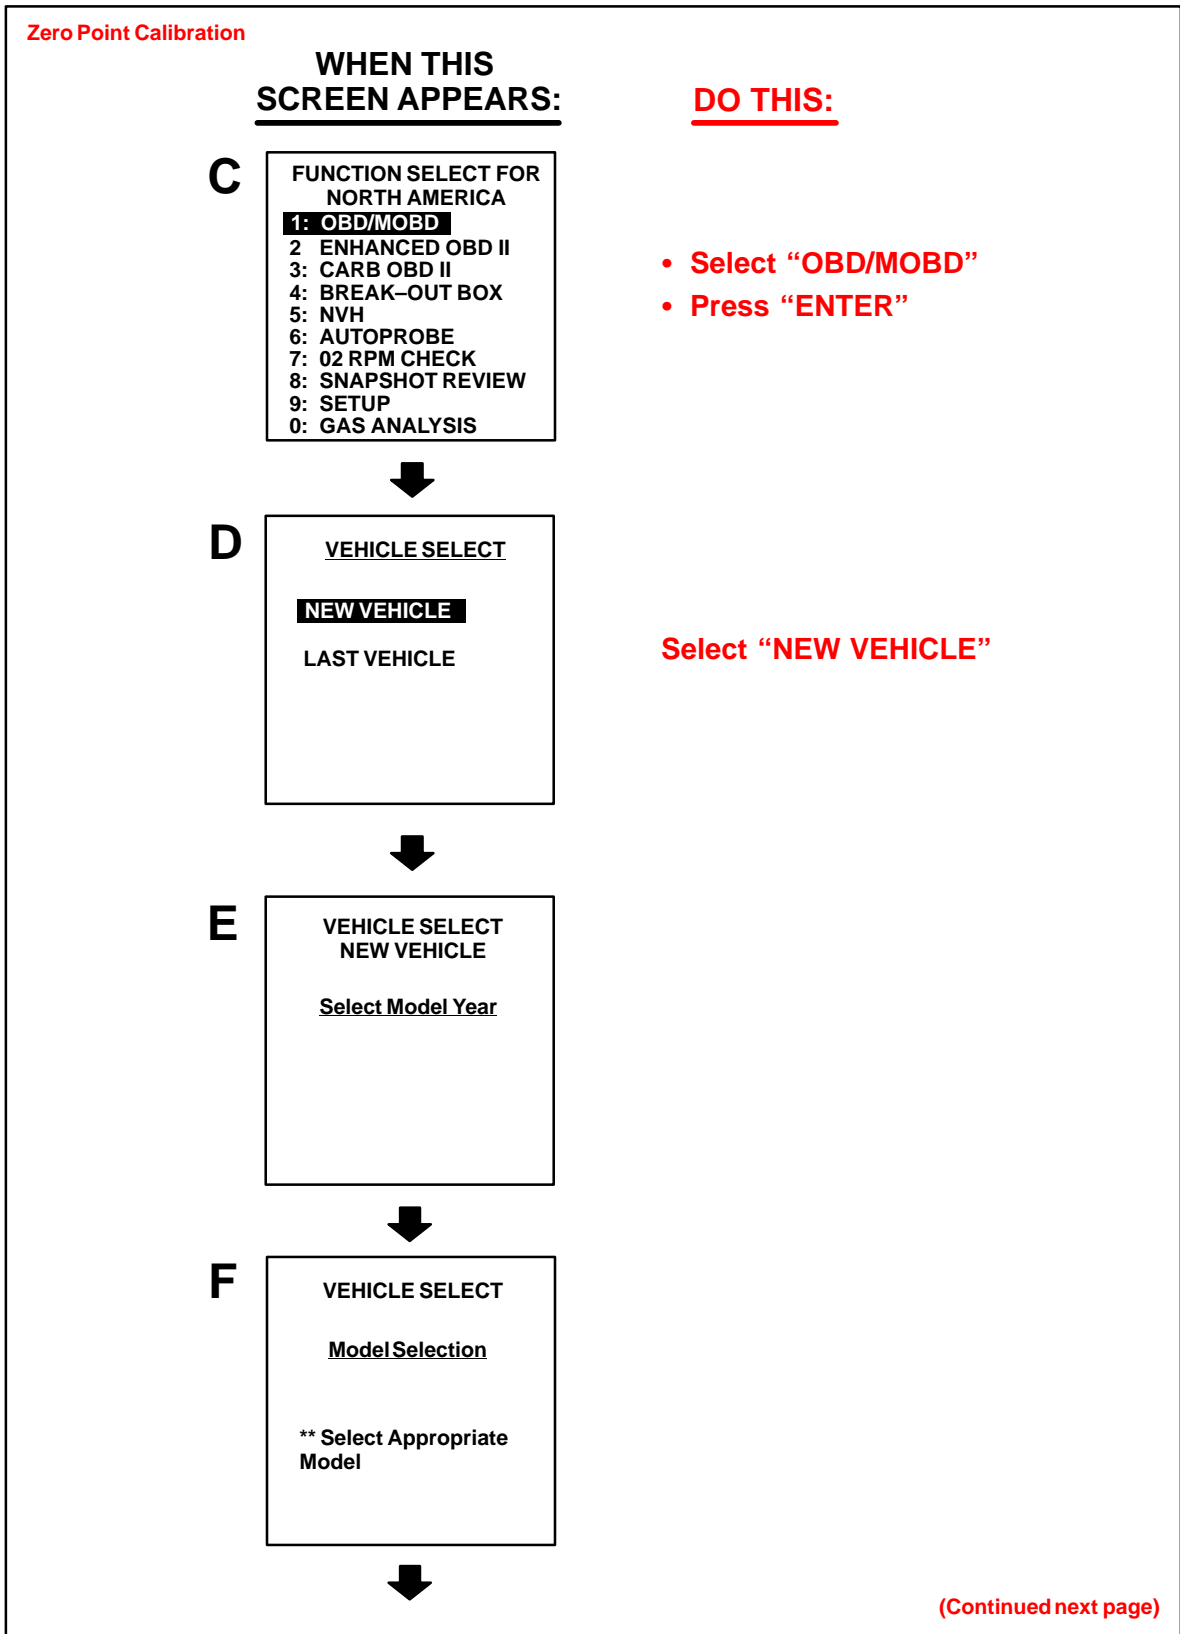 Zero Point Calibration
WHEN THIS
SCREEN APPEARS:
DO THIS:
C
FUNCTION SELECT FOR
NORTH AMERICA
1: OBD/MOBD
2 ENHANCED OBD II
3: CARB OBD II
4: BREAK–OUT BOX
5: NVH
6: AUTOPROBE
7: 02 RPM CHECK
8: SNAPSHOT REVIEW
9: SETUP
0: GAS ANALYSIS
• Select “OBD/MOBD”
• Press “ENTER”
D
VEHICLE SELECT
NEW VEHICLE
LAST VEHICLE
Select “NEW VEHICLE”
E
VEHICLE SELECT
NEW VEHICLE
Select Model Year
F
VEHICLE SELECT
Model Selection
** Select Appropriate
Model
(Continued next page)